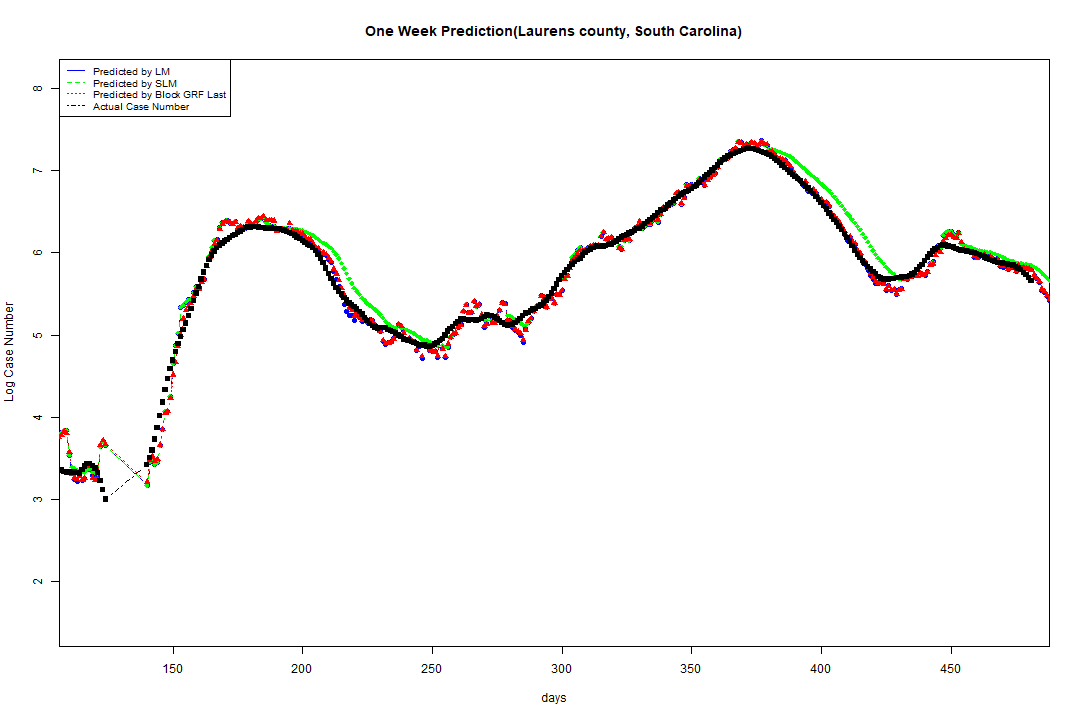 One Week Prediction(Laurens county, South Carolina)
Predicted by LM
Predicted by SLM
Predicted by Block GRF Last
Actual Case Number
8
7
6
5
4
3
2
Log Case Number
150 200 250 300 350 400 450
days